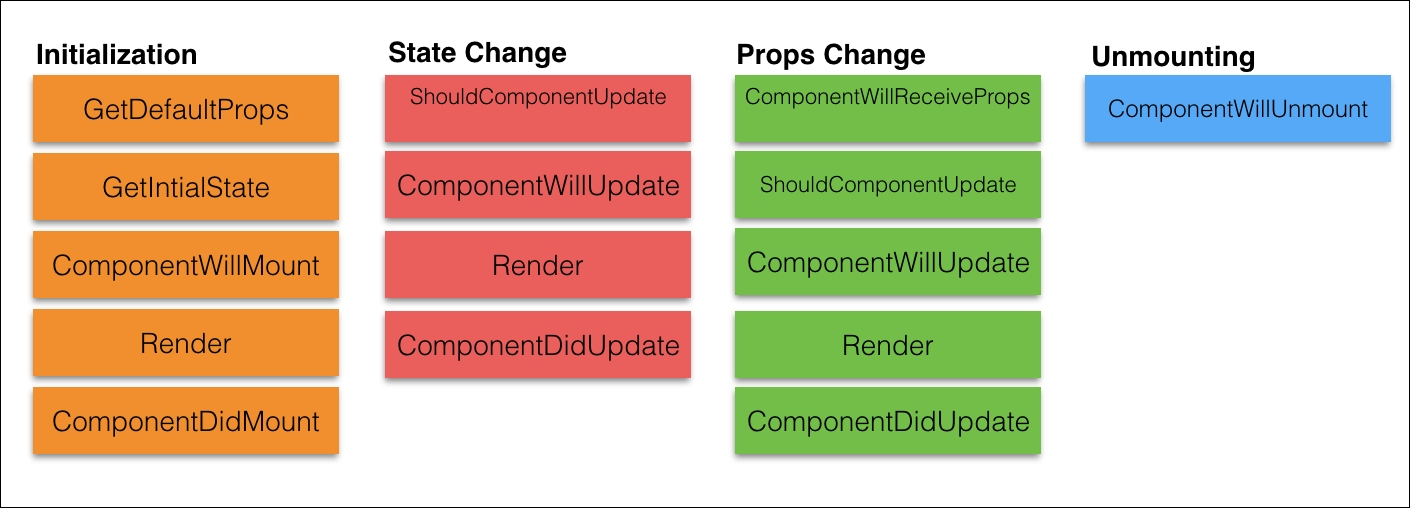 Initialization
GetDefaultProps
GetIntialState
ComponentWillMount
Render
ComponentDidMount
State Change
ShouldComponentUpdate
ComponentWillUpdate
Render
ComponentDidUpdate
Props Change
ComponentWillReceiveProps
ShouldComponentUpdate
ComponentWillUpdate
Render
ComponentDidUpdate
Unmounting
ComponentWillUnmount